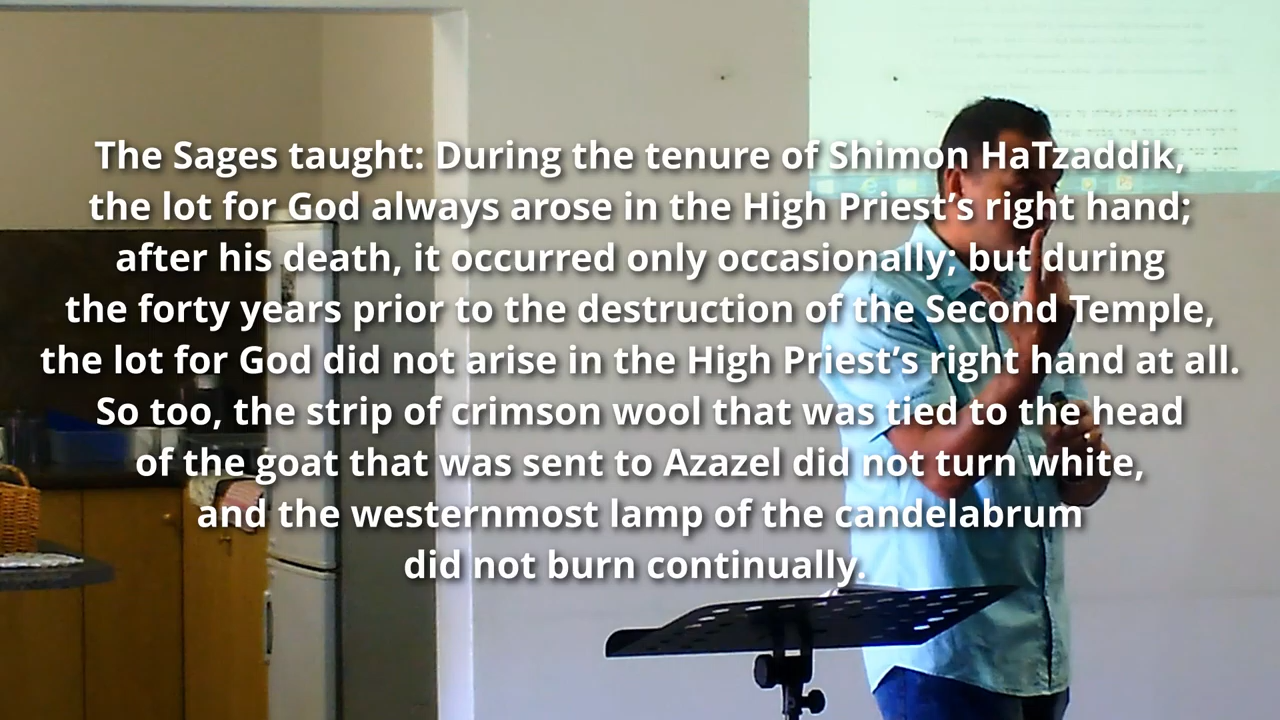 The Sages taught: During the tenure of Shimon HaTzaddik,
the lot for God always arose in the High Priest’s right hand;
after his death, it occurred only occasionally; but during
the forty years prior to the destruction of the Second Temple,
the lot for God did not arise in the High Priest’s right hand at all.
So too, the strip of crimson wool that was tied to the head
of the goat that was sent to Azazel did not turn white,
and the westernmost lamp of the candelabrum
did not burn continually.